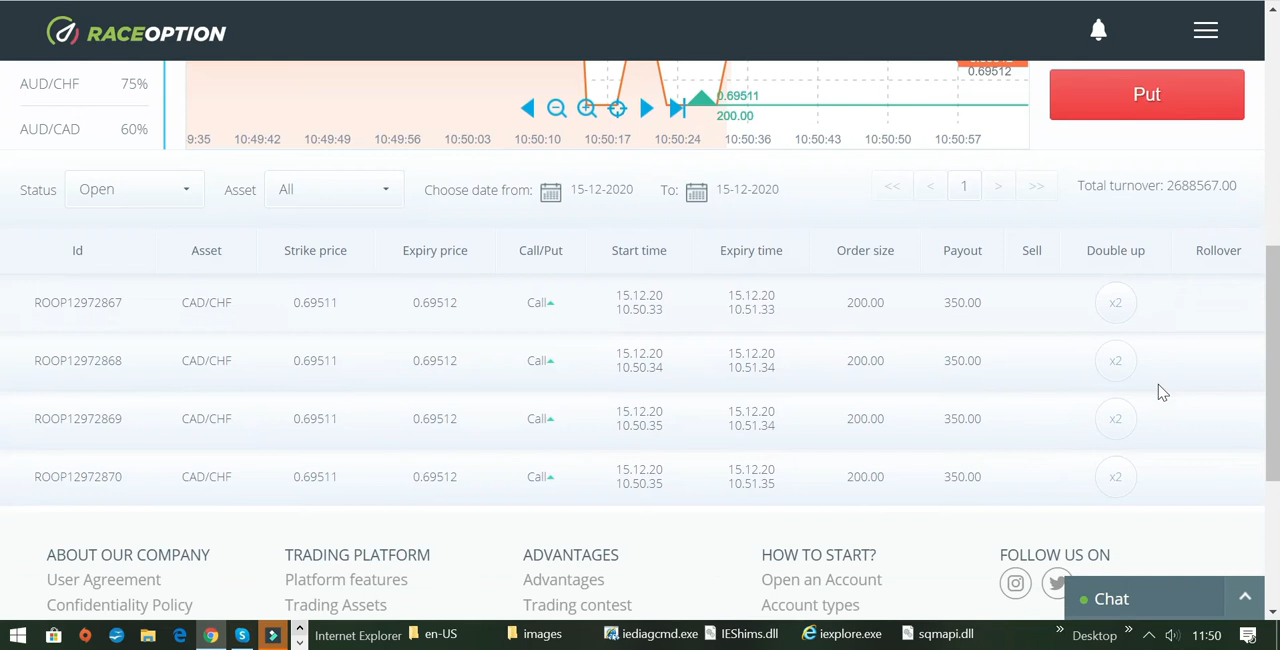 RACEOPTION
AUD/CHF 75%
AUD/CAD 60%
0.69512
0.69511
200.00
9:35 10:49:42 10:49:49 10:49:56 10:50:03 10:50:10 10:50:17 10:50:24 10:50:36 10:50:43 10:50:50 10:50:57
Put
Status Open Asset All Choose date from: 15-12-2020 To: 15-12-2020 << < 1 > >> Total turnover: 2688567.00
Id Asset Strike price Expiry price Call/Put Start time Expiry time Order size Payout Sell Double up Rollover
ROOP12972867 CAD/CHF 0.69511 0.69512 Call 15.12.20 10.50.33 15.12.20 10.51.33 200.00 350.00 x2
ROOP12972868 CAD/CHF 0.69511 0.69512 Call 15.12.20 10.50.34 15.12.20 10.51.34 200.00 350.00 x2
ROOP12972869 CAD/CHF 0.69511 0.69512 Call 15.12.20 10.50.35 15.12.20 10.51.34 200.00 350.00 x2
ROOP12972870 CAD/CHF 0.69511 0.69512 Call 15.12.20 10.50.35 15.12.20 10.51.35 200.00 350.00 x2
ABOUT OUR COMPANY
User Agreement
Confidentiality Policy
TRADING PLATFORM
Platform features
Trading Assets
ADVANTAGES
Advantages
Trading contest
HOW TO START?
Open an Account
Account types
FOLLOW US ON
Chat
Internet Explorer en-US images iediagcmd.exe IEShims.dll iexplore.exe sqmapi.dll » Desktop » 11:50